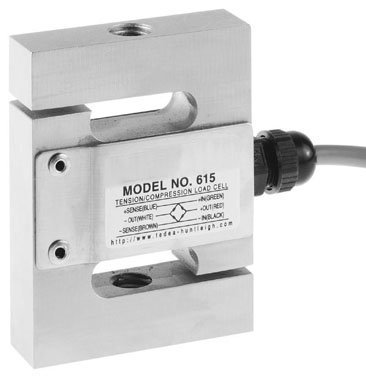 MODEL NO. 615
TENSION/COMPRESSION LOAD CELL
+SENSE(BLUE) +IN(GREEN)
- OUT(WHITE) +OUT(RED)
-SENSE(BROWN) -IN(BLACK)
http://www.tedea-huntleigh.com